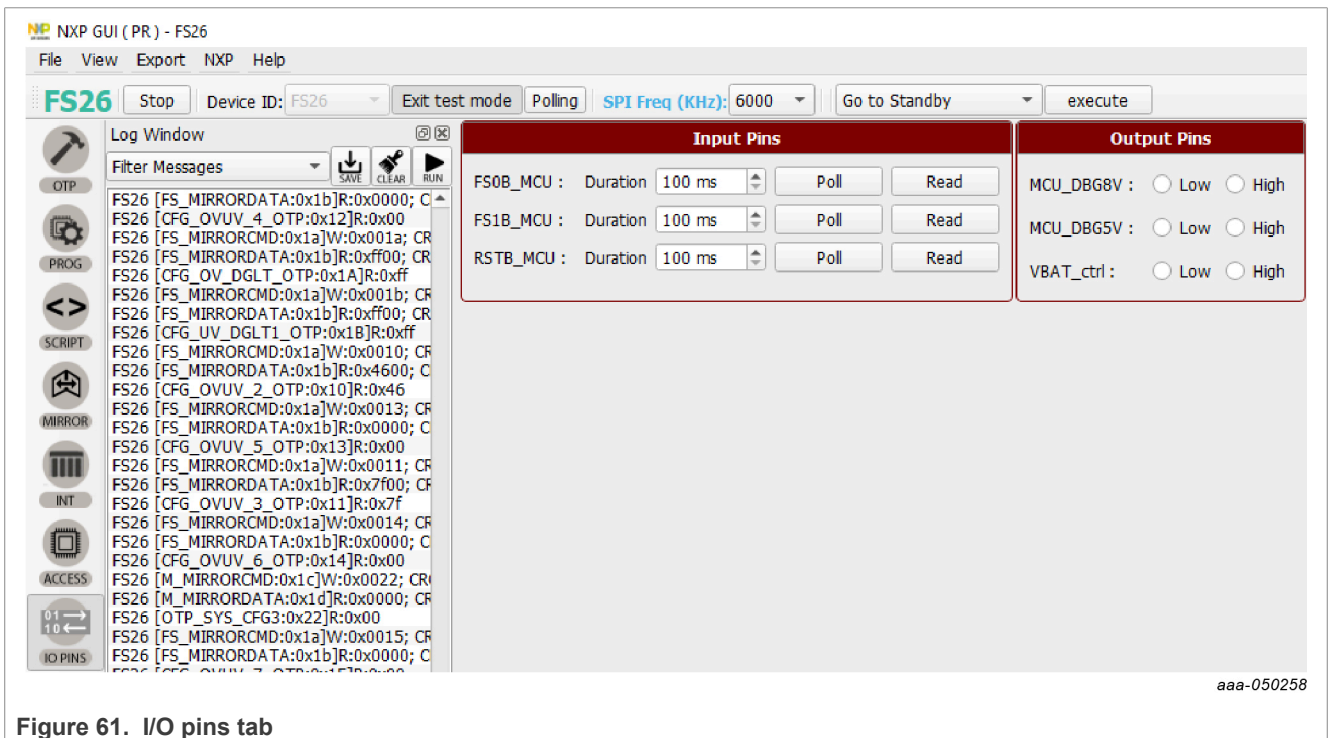 NXP GUI ( PR ) - FS26
File View Export NXP Help
FS26 Stop Device ID: FS26 Exit test mode Polling SPI Freq (KHz): 6000 Go to Standby execute
Log Window
Filter Messages SAVE CLEAR RUN
FS26 [FS_MIRRORDATA:0x1b]R:0x0000; C
FS26 [CFG_OVUV_4_OTP:0x12]R:0x00
FS26 [FS_MIRRORCMD:0x1a]W:0x001a; CR
FS26 [FS_MIRRORDATA:0x1b]R:0xff00; CR
FS26 [CFG_OV_DGLT_OTP:0x1A]R:0xff
FS26 [FS_MIRRORCMD:0x1a]W:0x001b; CR
FS26 [FS_MIRRORDATA:0x1b]R:0xff00; CR
FS26 [CFG_UV_DGLT1_OTP:0x1B]R:0xff
FS26 [FS_MIRRORCMD:0x1a]W:0x0010; CR
FS26 [FS_MIRRORDATA:0x1b]R:0x4600; C
FS26 [CFG_OVUV_2_OTP:0x10]R:0x46
FS26 [FS_MIRRORCMD:0x1a]W:0x0013; CR
FS26 [FS_MIRRORDATA:0x1b]R:0x0000; C
FS26 [CFG_OVUV_5_OTP:0x13]R:0x00
FS26 [FS_MIRRORCMD:0x1a]W:0x0011; CR
FS26 [FS_MIRRORDATA:0x1b]R:0x7f00; CR
FS26 [CFG_OVUV_3_OTP:0x11]R:0x7f
FS26 [FS_MIRRORCMD:0x1a]W:0x0014; CR
FS26 [FS_MIRRORDATA:0x1b]R:0x0000; C
FS26 [CFG_OVUV_6_OTP:0x14]R:0x00
FS26 [M_MIRRORCMD:0x1c]W:0x0022; CR
FS26 [M_MIRRORDATA:0x1d]R:0x0000; CR
FS26 [OTP_SYS_CFG3:0x22]R:0x00
FS26 [FS_MIRRORCMD:0x1a]W:0x0015; CR
FS26 [FS_MIRRORDATA:0x1b]R:0x0000; C
OTP
PROG
SCRIPT
MIRROR
INT
ACCESS
01
10
IO PINS
Input Pins
FS0B_MCU : Duration 100 ms Poll Read
FS1B_MCU : Duration 100 ms Poll Read
RSTB_MCU : Duration 100 ms Poll Read
Output Pins
MCU_DBG8V : Low High
MCU_DBG5V : Low High
VBAT_ctrl : Low High
aaa-050258
Figure 61. I/O pins tab